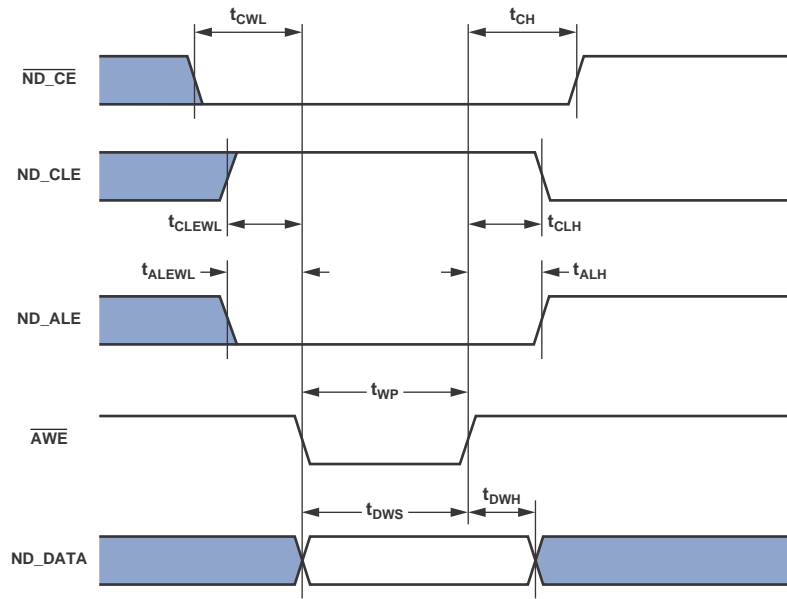 tCWL tCH
ND_CE
ND_CLE
tCLEWL tCLH
tALEWL tALH
ND_ALE
tWP
AWE
tDWS tDWH
ND_DATA